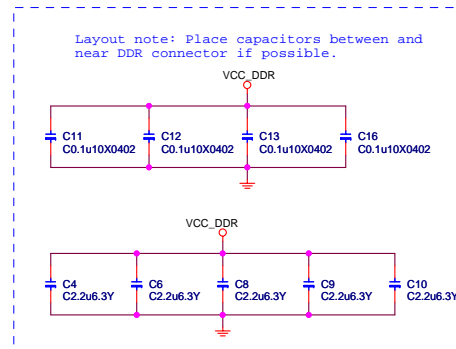 Layout note: Place capacitors between and
near DDR connector if possible.
VCC_DDR
C11 C12 C13 C16
C0.1u10X0402 C0.1u10X0402 C0.1u10X0402 C0.1u10X0402
VCC_DDR
C4 C6 C8 C9 C10
C2.2u6.3Y C2.2u6.3Y C2.2u6.3Y C2.2u6.3Y C2.2u6.3Y